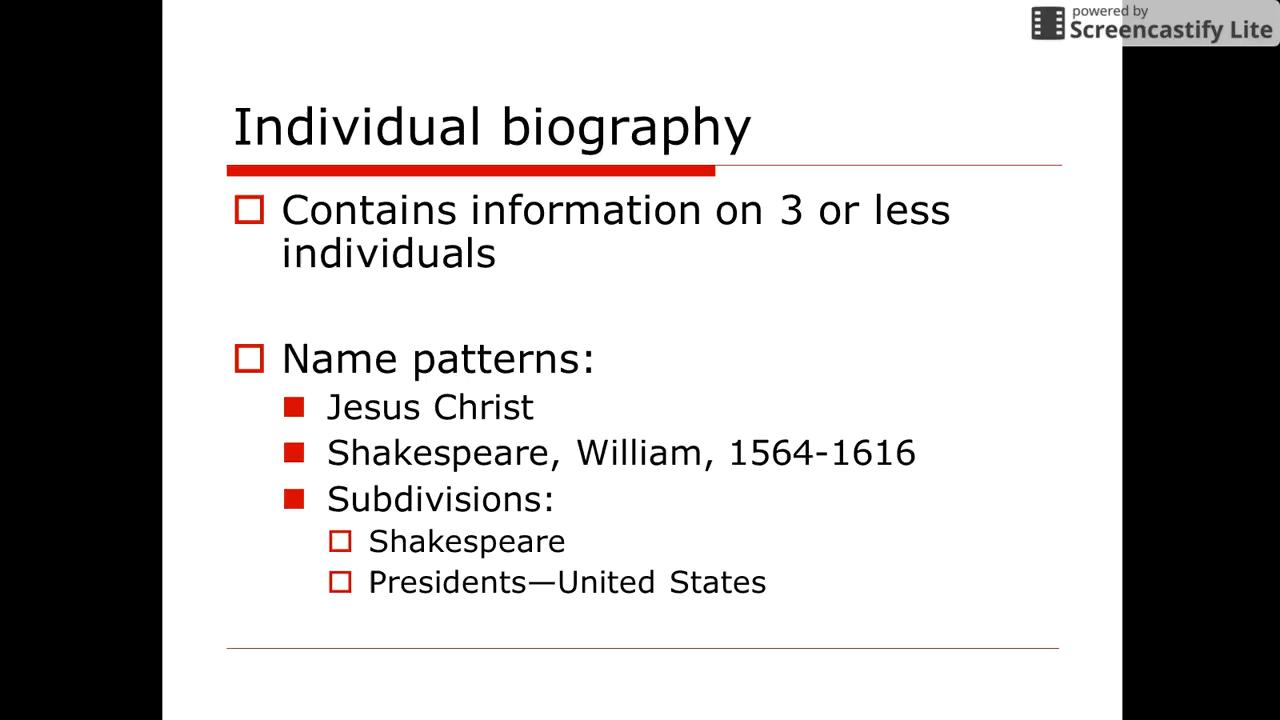 powered by
Screencastify Lite
Individual biography
Contains information on 3 or less
individuals
Name patterns:
Jesus Christ
Shakespeare, William, 1564-1616
Subdivisions:
Shakespeare
Presidents—United States